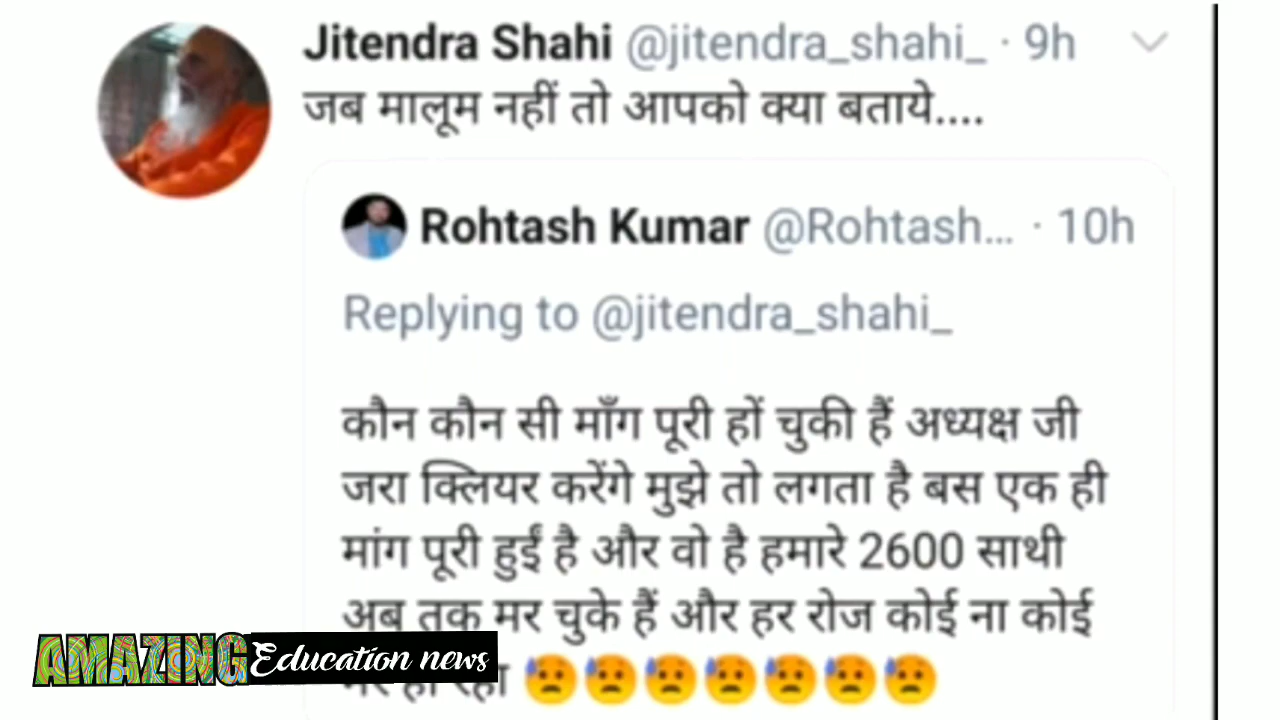 Jitendra Shahi @jitendra_shahi_ · 9h
जब मालूम नहीं तो आपको क्या बताये....
Rohtash Kumar @Rohtash... · 10h
Replying to @jitendra_shahi_
कौन कौन सी माँग पूरी हों चुकी हैं अध्यक्ष जी
जरा क्लियर करेंगे मुझे तो लगता है बस एक ही
मांग पूरी हुईं है और वो है हमारे 2600 साथी
अब तक मर चुके हैं और हर रोज कोई ना कोई
रहा 😥😥😥😥😥😥😥
AMAZING Education news